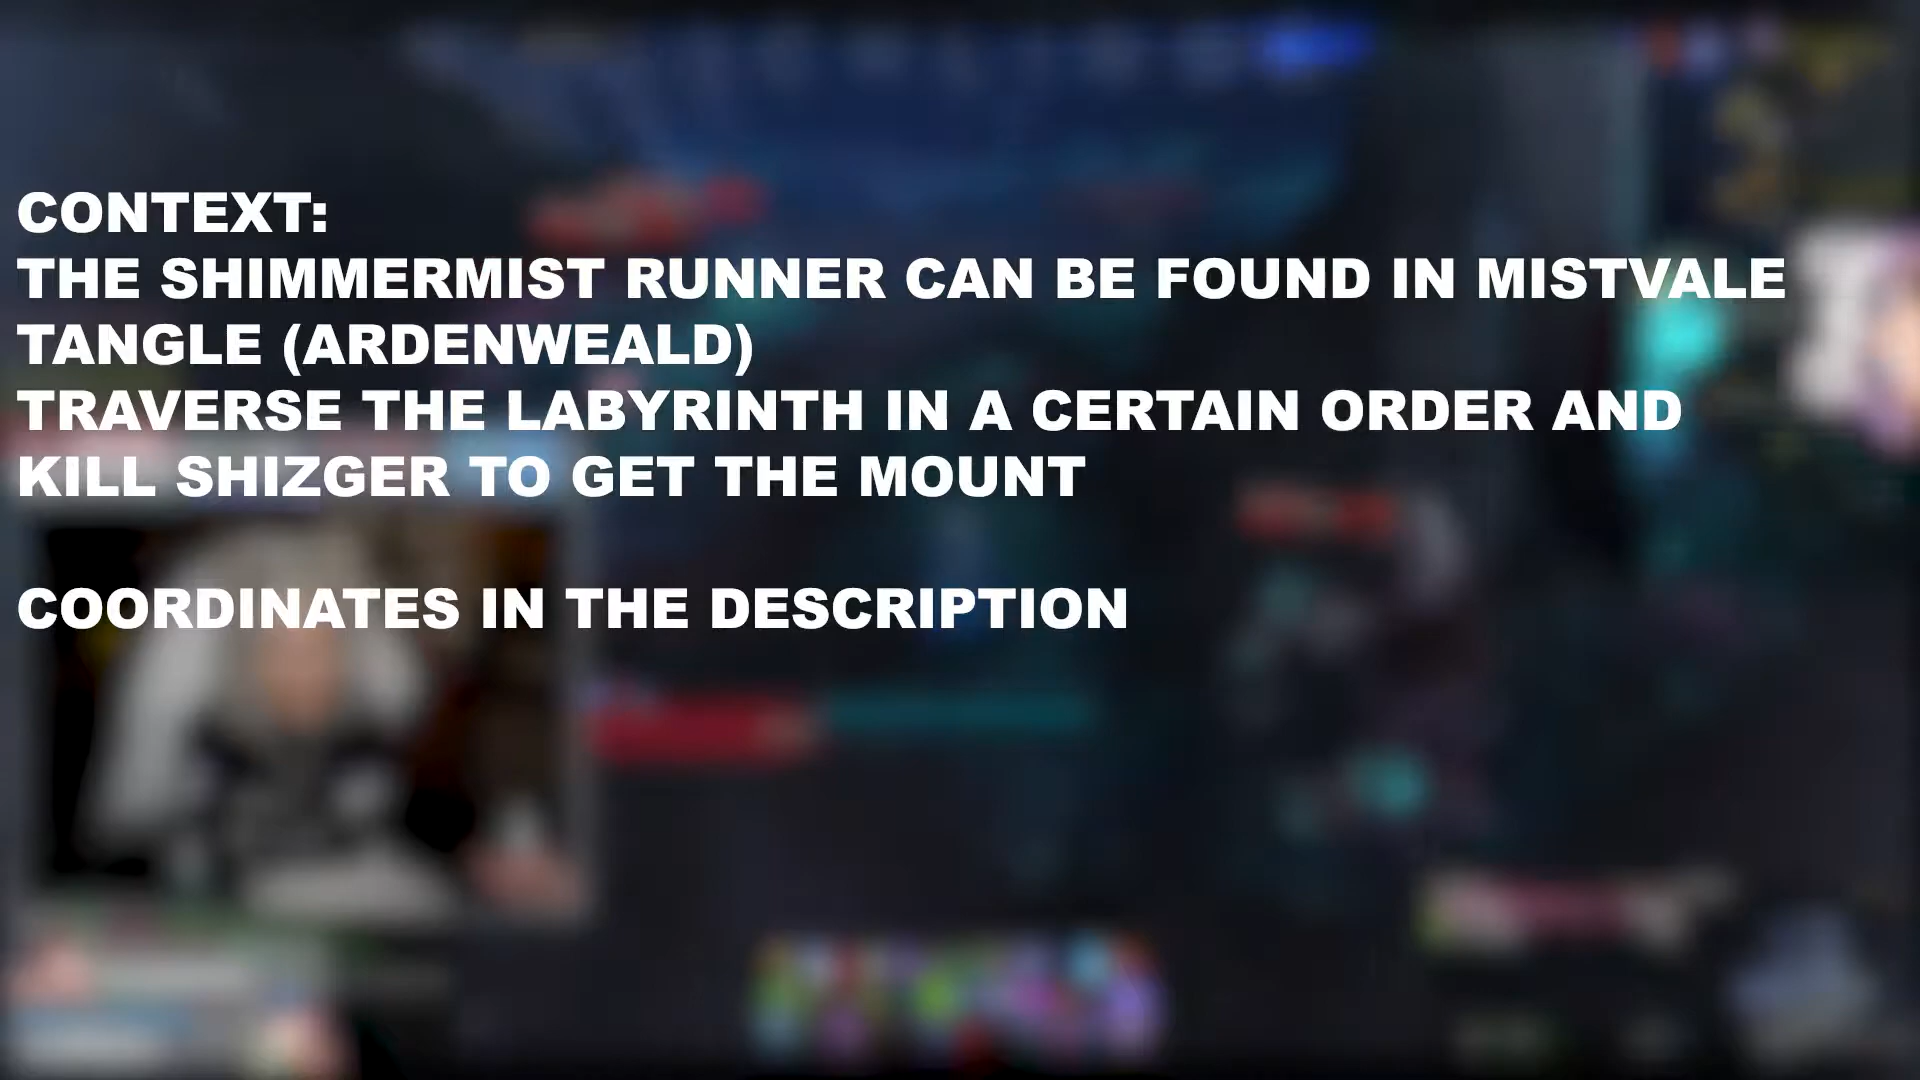 CONTEXT:
THE SHIMMERMIST RUNNER CAN BE FOUND IN MISTVALE
TANGLE (ARDENWEALD)
TRAVERSE THE LABYRINTH IN A CERTAIN ORDER AND
KILL SHIZGER TO GET THE MOUNT
COORDINATES IN THE DESCRIPTION